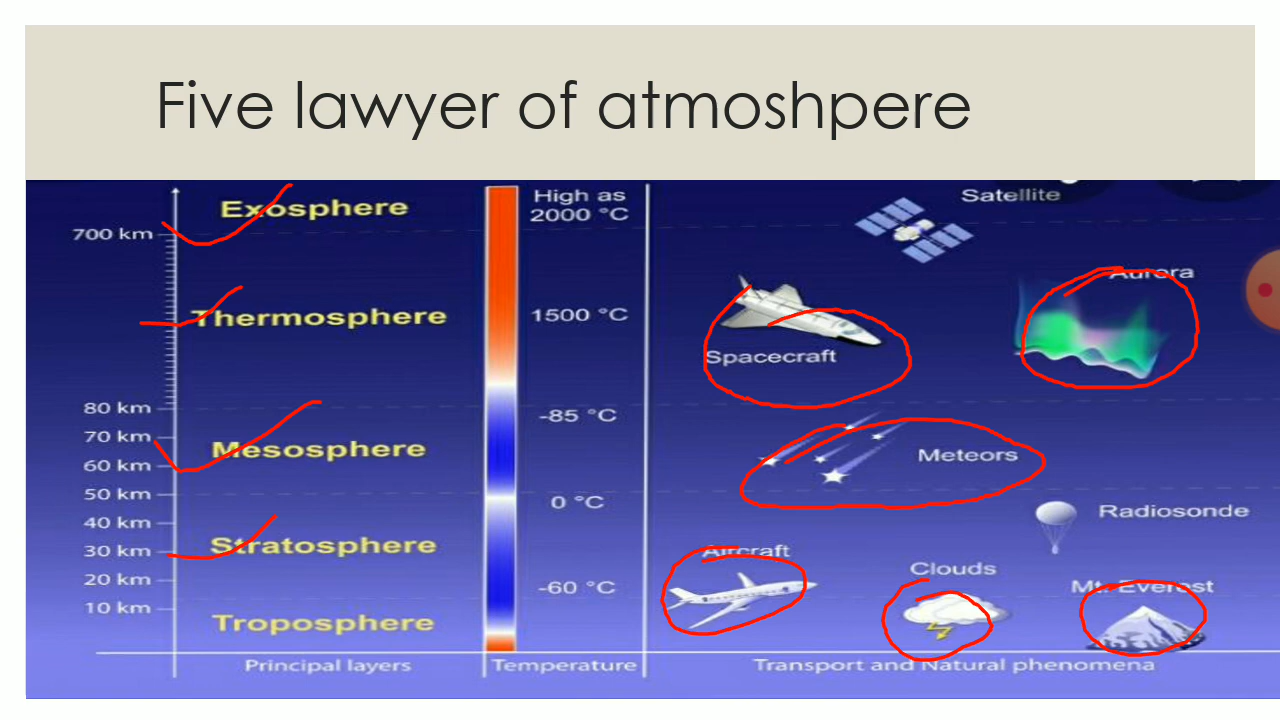 Five lawyer of atmoshpere
Exosphere
High as
2000 °C
Satellite
700 km
Aurora
Thermosphere
1500 °C
Spacecraft
80 km
-85 °C
70 km
Mesosphere
Meteors
60 km
50 km
0 °C
Radiosonde
40 km
30 km
Stratosphere
Aircraft
20 km
-60 °C
Clouds
Mt. Everest
10 km
Troposphere
Principal layers
Temperature
Transport and Natural phenomena